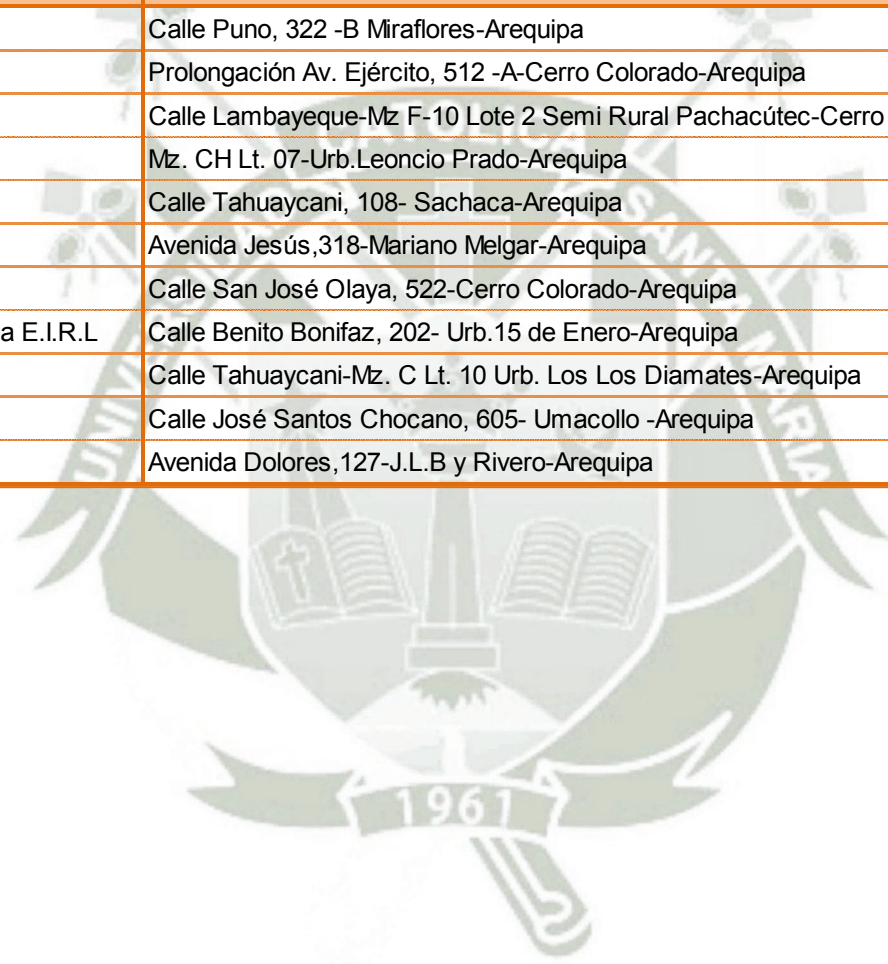 Calle Puno, 322 -B Miraflores-Arequipa
Prolongación Av. Ejército, 512 -A-Cerro Colorado-Arequipa
Calle Lambayeque-Mz F-10 Lote 2 Semi Rural Pachacútec-Cerro
Mz. CH Lt. 07-Urb.Leoncio Prado-Arequipa
Calle Tahuaycani, 108- Sachaca-Arequipa
Avenida Jesús,318-Mariano Melgar-Arequipa
Calle San José Olaya, 522-Cerro Colorado-Arequipa
a E.I.R.L Calle Benito Bonifaz, 202- Urb.15 de Enero-Arequipa
Calle Tahuaycani-Mz. C Lt. 10 Urb. Los Los Diamates-Arequipa
Calle José Santos Chocano, 605- Umacollo -Arequipa
Avenida Dolores,127-J.L.B y Rivero-Arequipa
UNIVERSIDAD CATOLICA SANTA MARIA
1961